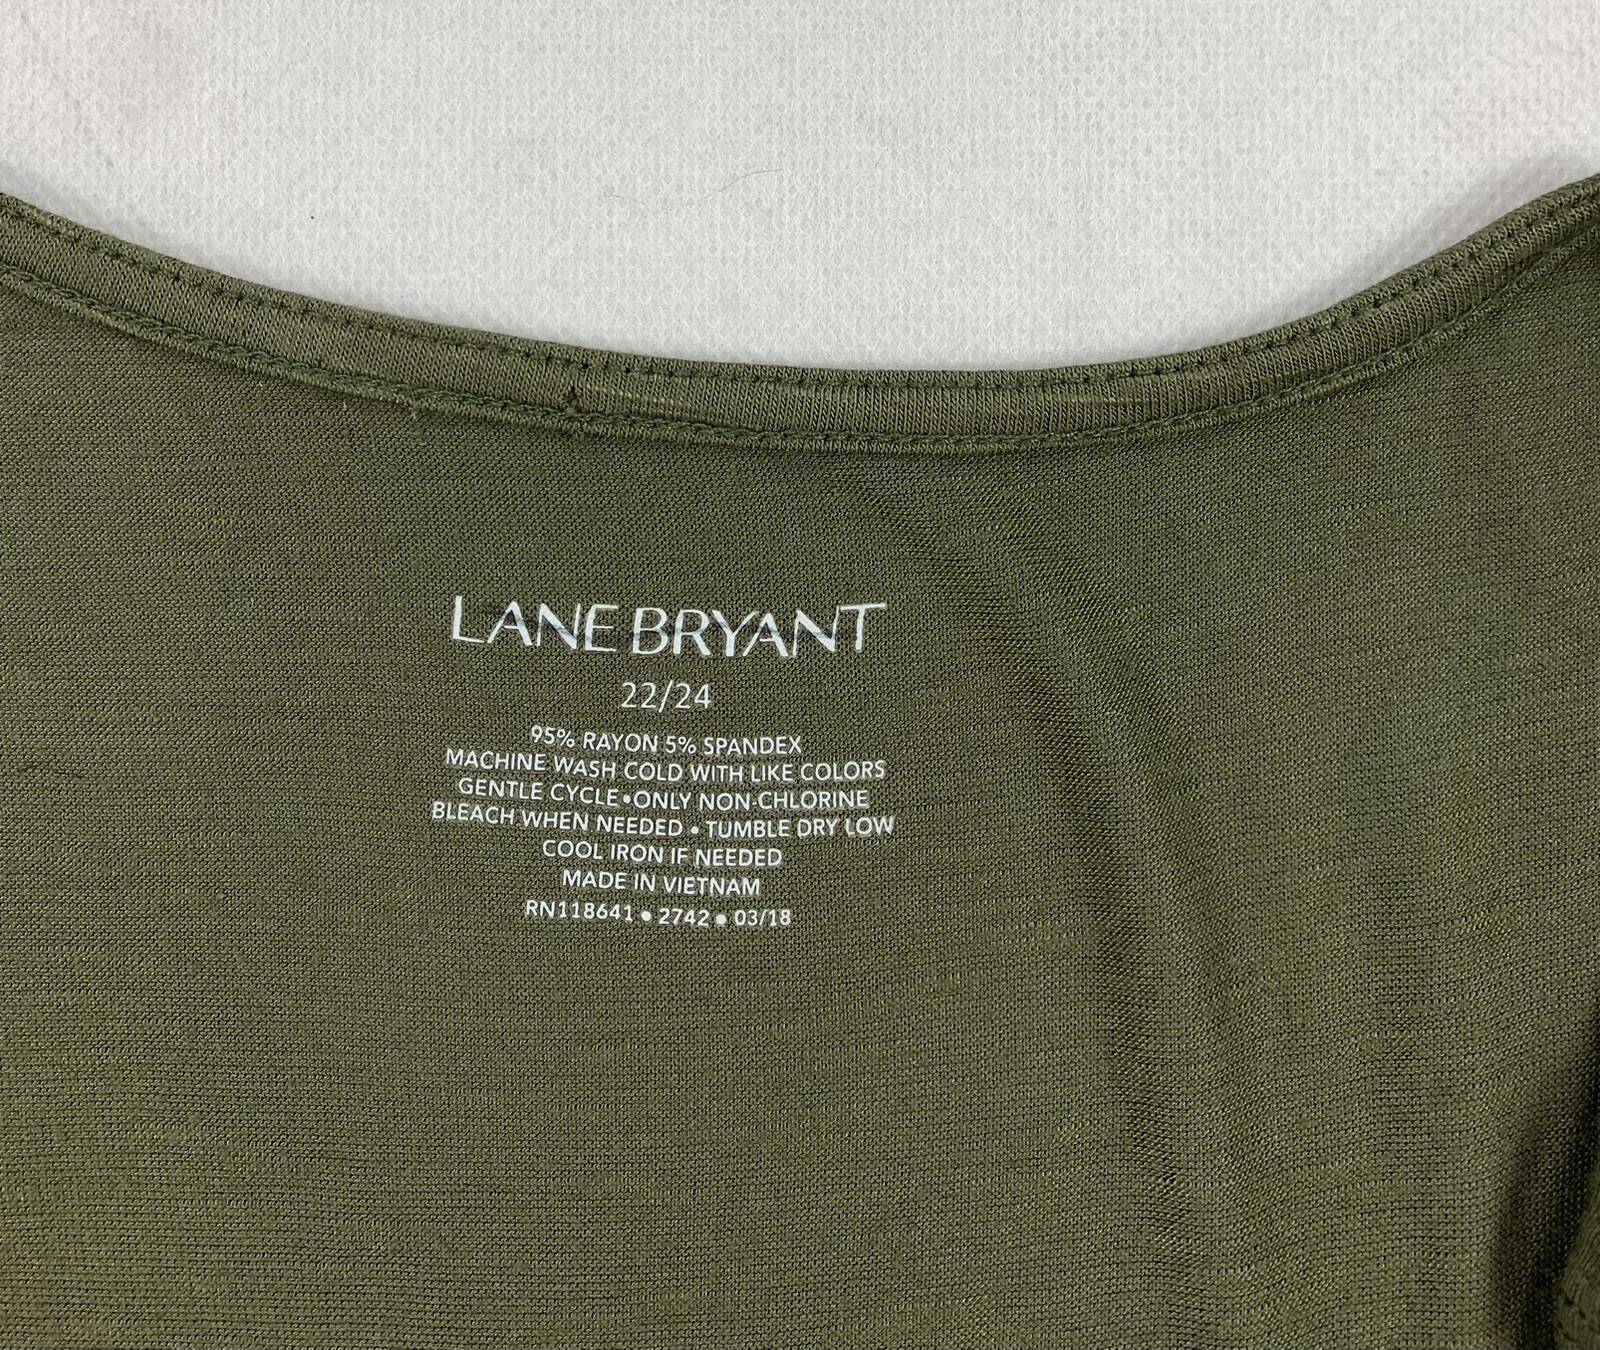 LANE BRYANT
22/24
95% RAYON 5% SPANDEX
MACHINE WASH COLD WITH LIKE COLORS
GENTLE CYCLE•ONLY NON-CHLORINE
BLEACH WHEN NEEDED • TUMBLE DRY LOW
COOL IRON IF NEEDED
MADE IN VIETNAM
RN118641 • 2742 • 03/18